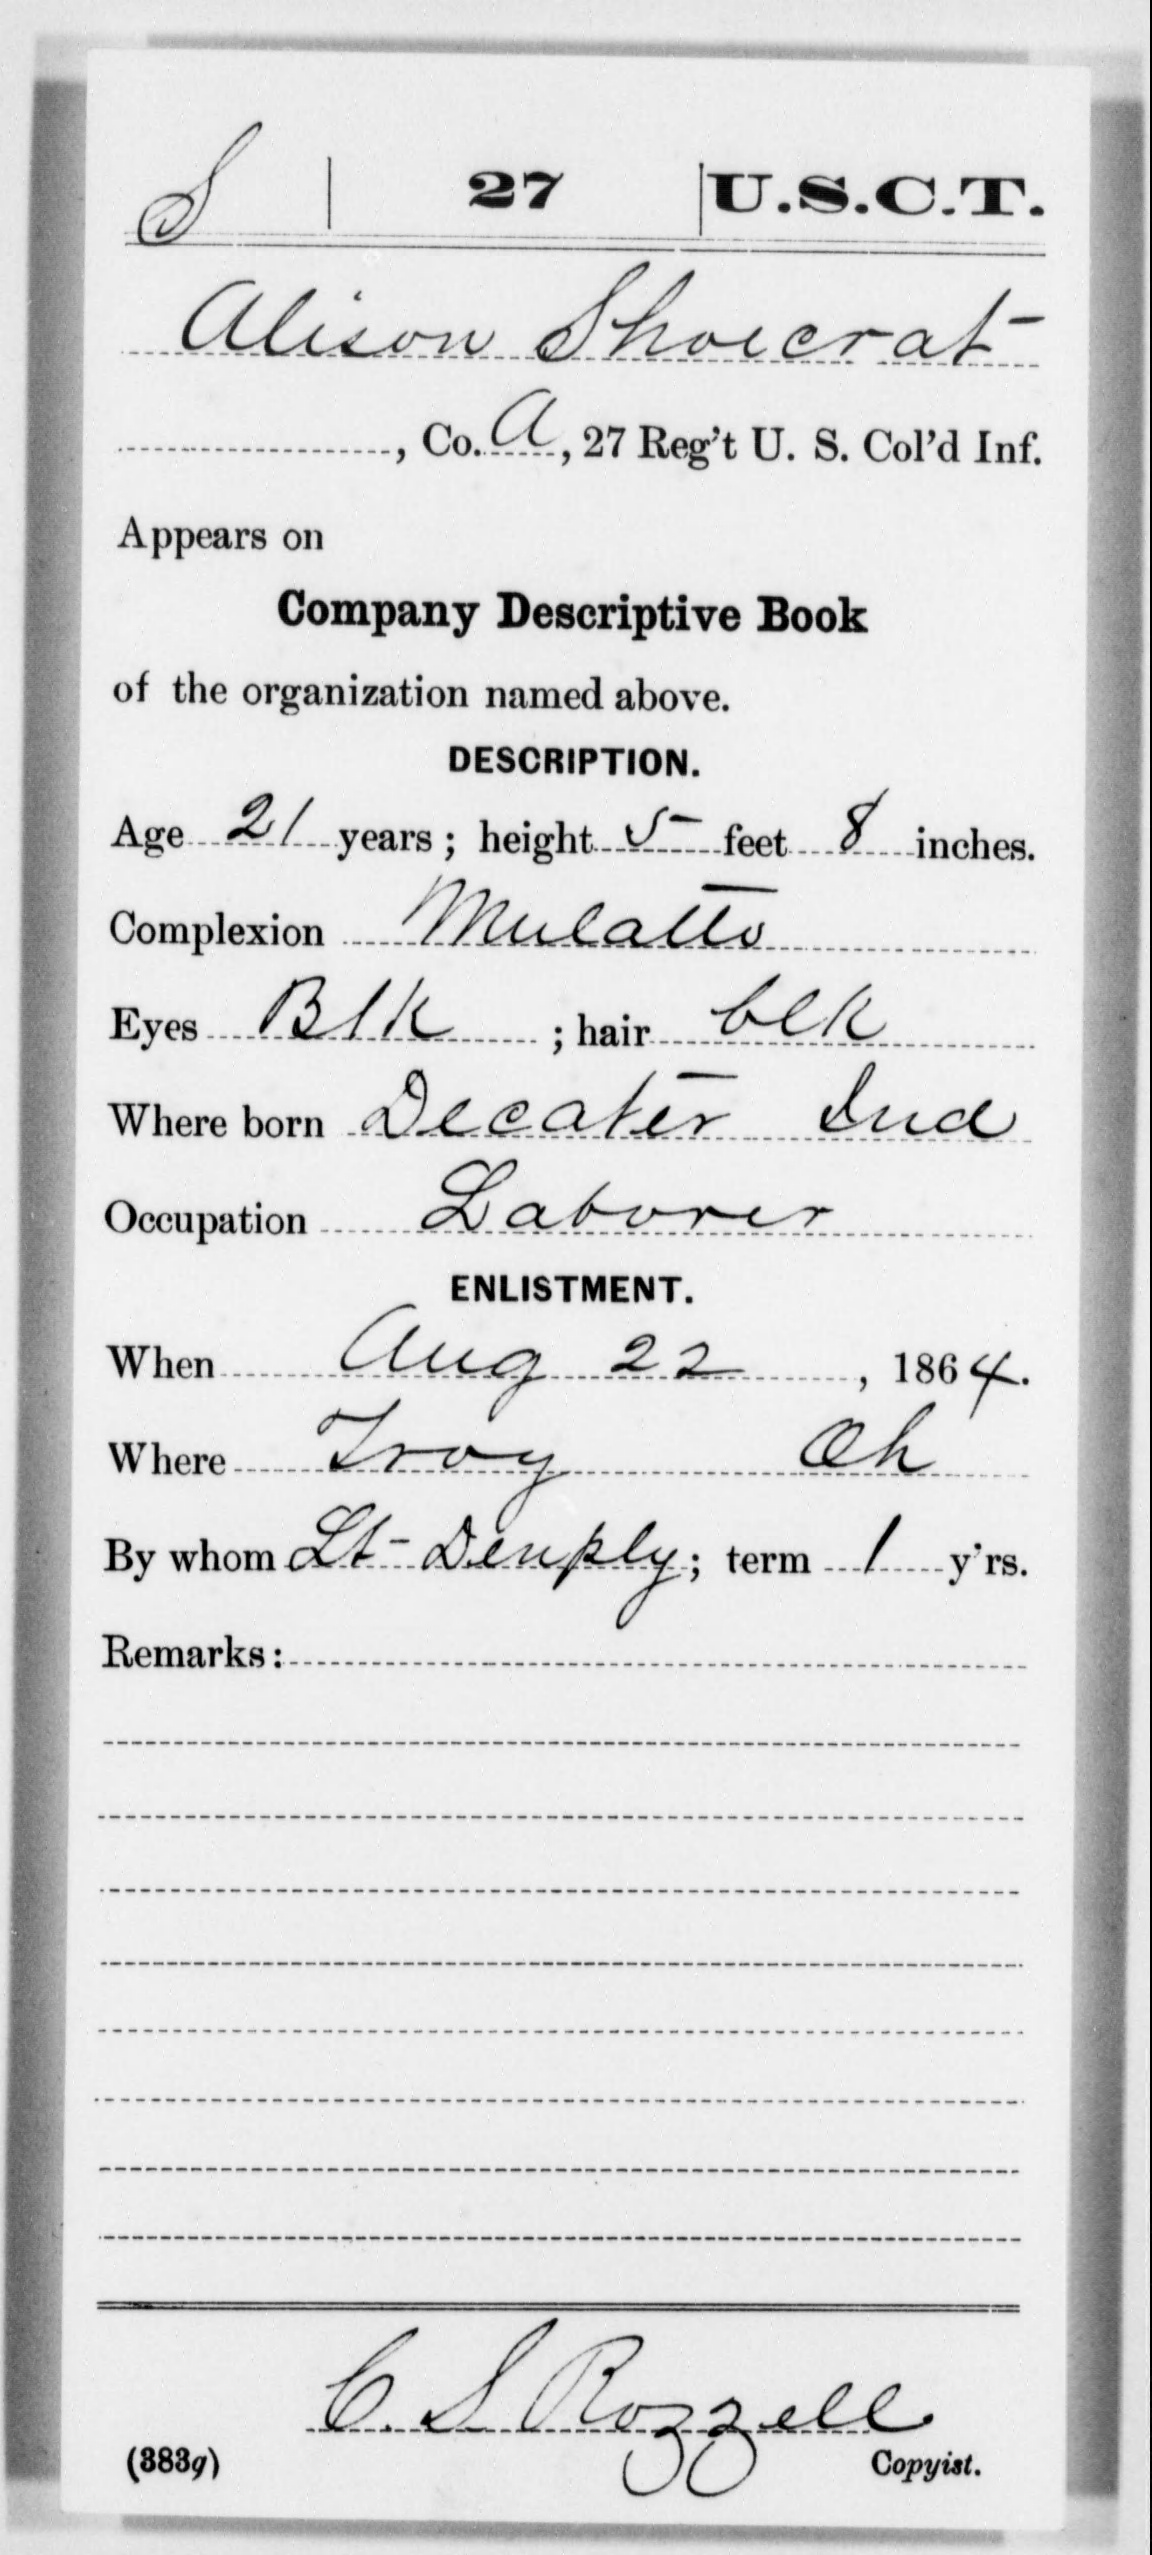 S | 27 | U.S.C.T.
Alison Shoecrat
, Co. A, 27 Reg't U. S. Col'd Inf.
Appears on
Company Descriptive Book
of the organization named above.
DESCRIPTION.
Age 21 years; height 5 feet 8 inches.
Complexion Mulatto
Eyes Blk; hair blk
Where born Decater Ind
Occupation Laborer
ENLISTMENT.
When Aug 22, 1864.
Where Troy Oh
By whom Lt Denply; term 1 y'rs.
Remarks:
C. S Rozzell
(383g) Copyist.